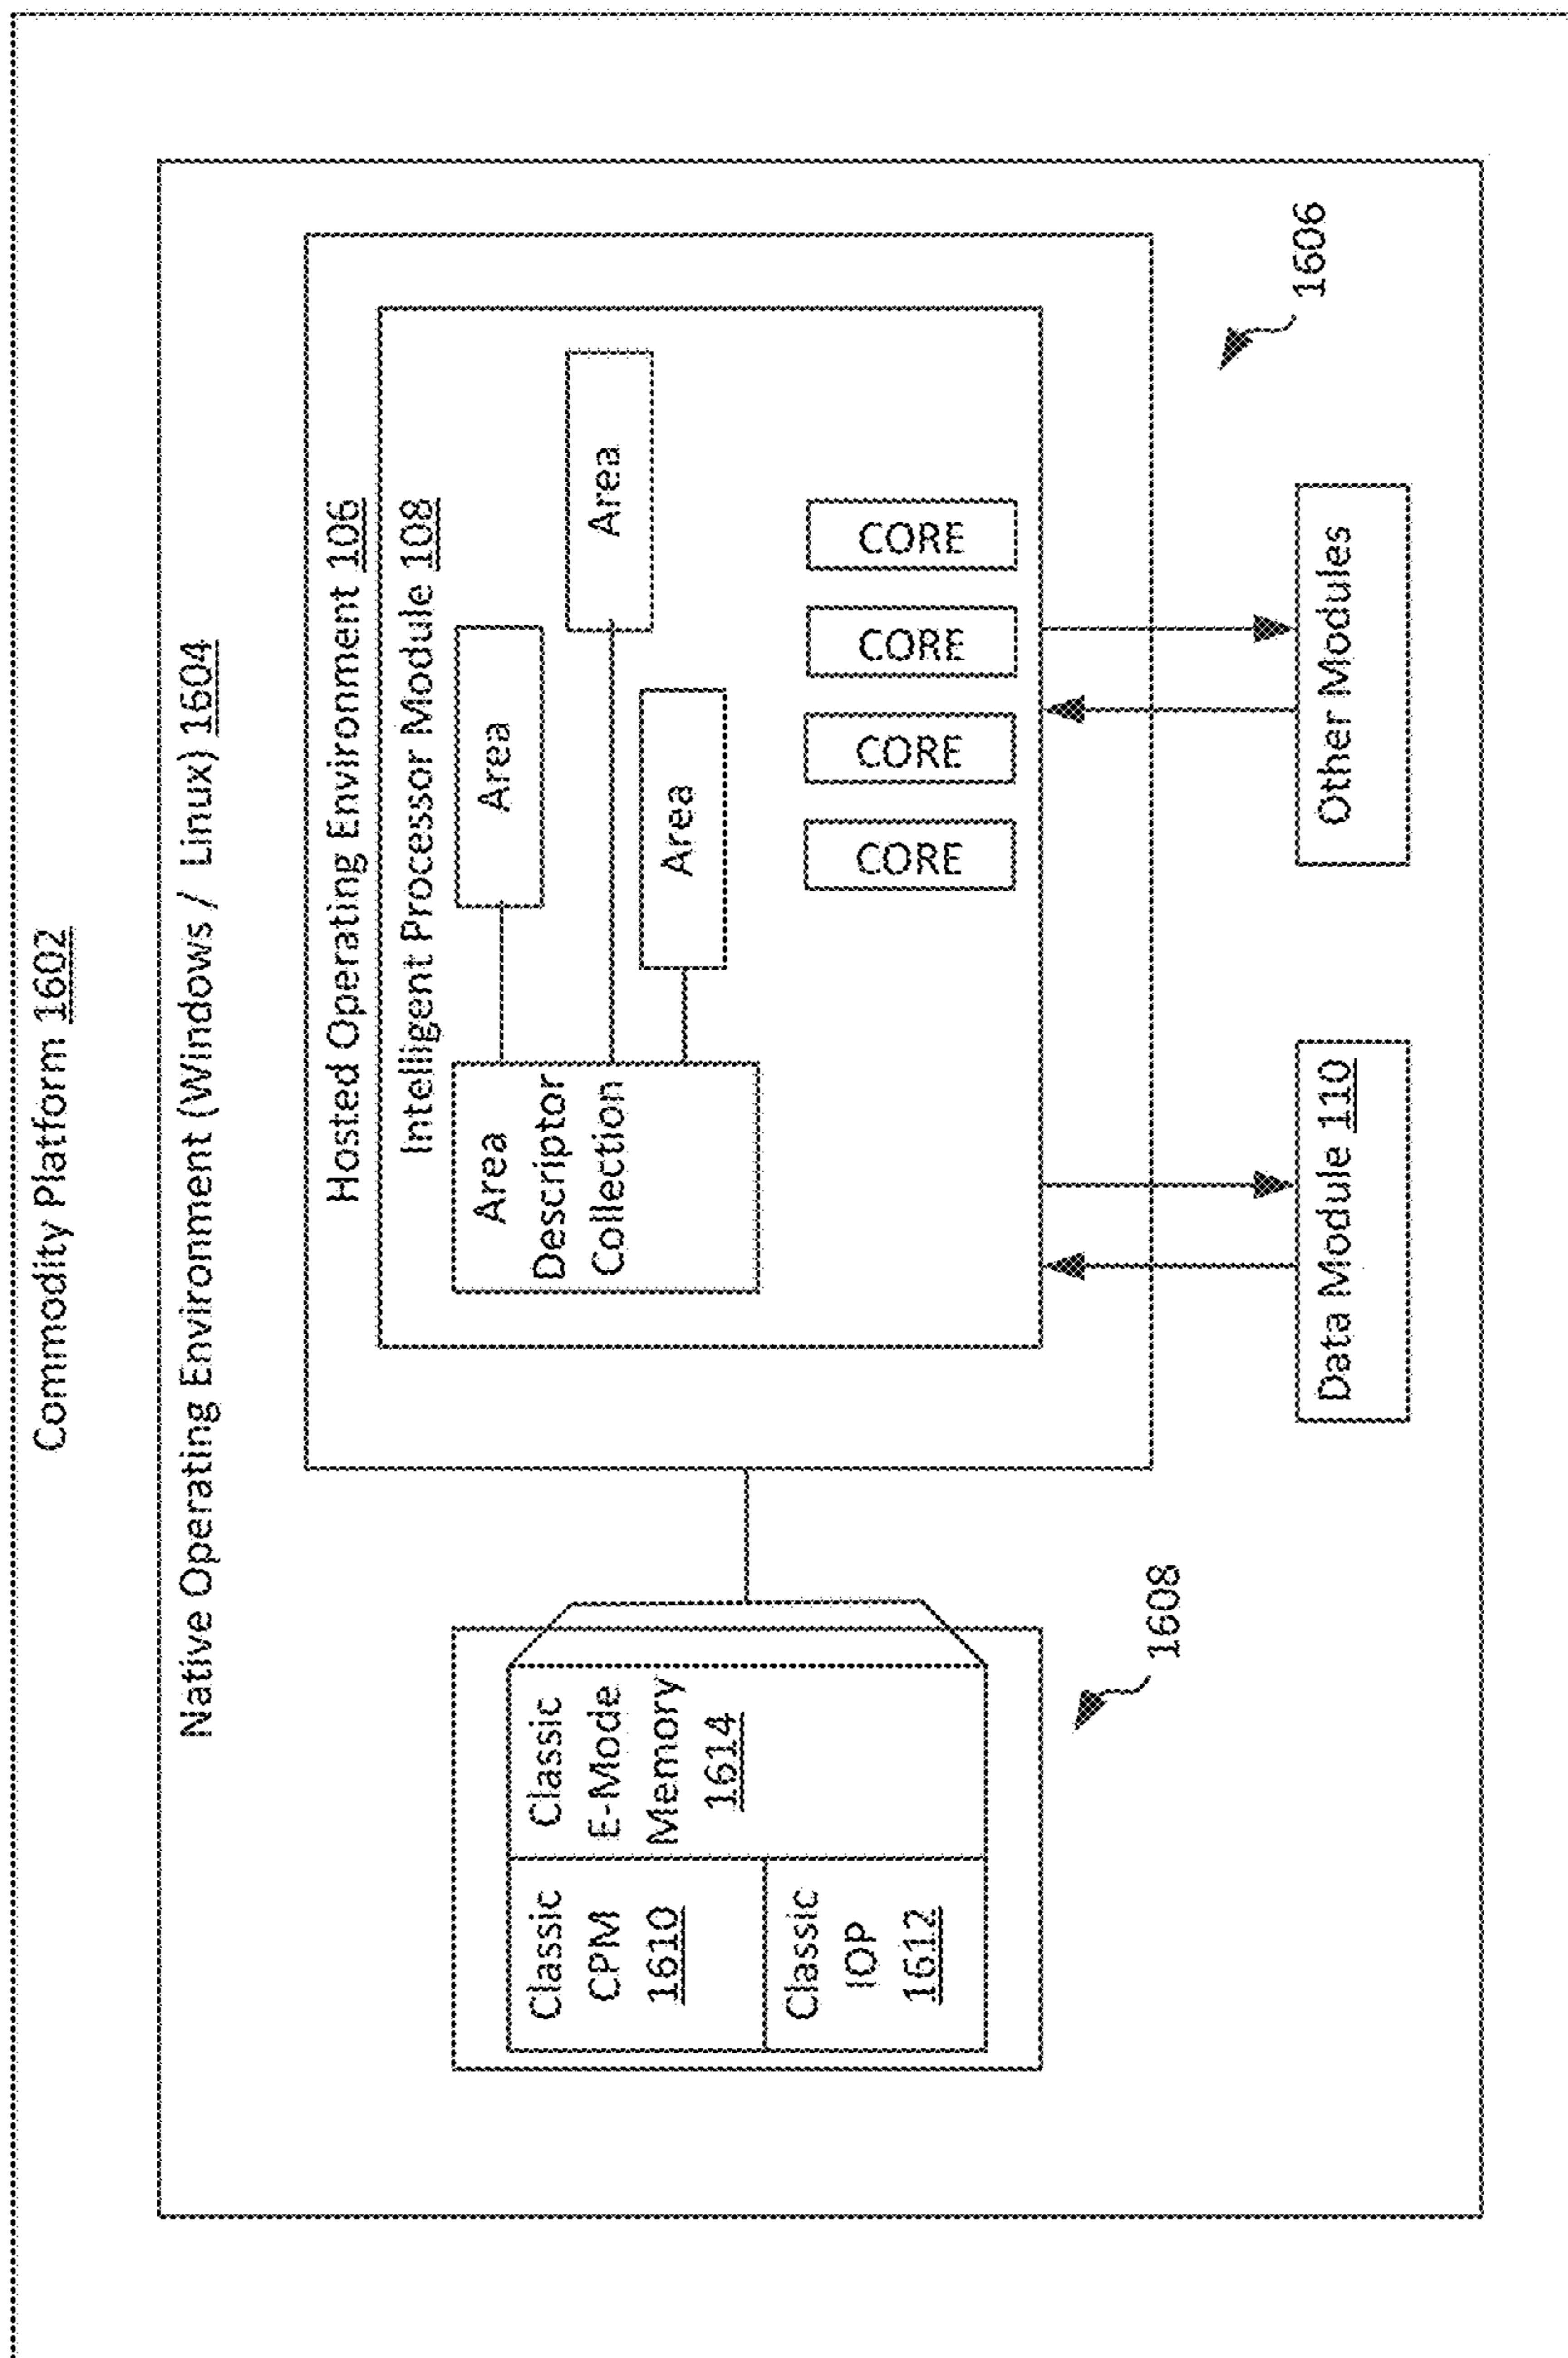 Commodity Platform 1602
Native Operating Environment (Windows / Linux) 1604
Hosted Operating Environment 106
Intelligent Processor Module 108
Area
Descriptor
Collection
Area
Area
Area
CORE
CORE
CORE
CORE
Classic
CPM
1610
Classic
IOP
1612
Classic
E-Mode
Memory
1614
1608
Data Module 110
Other Modules
1606